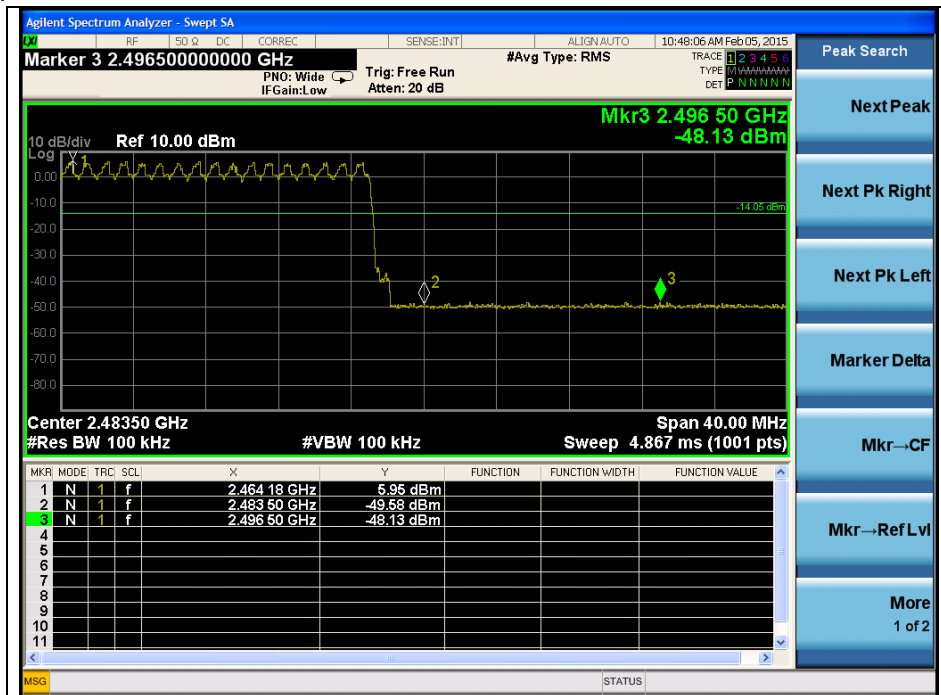 Agilent Spectrum Analyzer - Swept SA
LXI RF 50 Ω DC CORREC SENSE:INT ALIGN AUTO 10:48:06 AM Feb 05, 2015
Marker 3 2.496500000000 GHz #Avg Type: RMS TRACE 1 2 3 4 5 6
PNO: Wide Trig: Free Run TYPE M WWWWW
IFGain:Low Atten: 20 dB DET P N N N N N
Peak Search
Next Peak
Next Pk Right
Next Pk Left
Marker Delta
Mkr→CF
Mkr→Ref Lvl
More
1 of 2
Mkr3 2.496 50 GHz
10 dB/div Ref 10.00 dBm -48.13 dBm
Log
1
0.00
-10.0
-14.05 dBm
-20.0
-30.0
-40.0
2
3
-50.0
-60.0
-70.0
-80.0
Center 2.48350 GHz Span 40.00 MHz
#Res BW 100 kHz #VBW 100 kHz Sweep 4.867 ms (1001 pts)
MKR MODE TRC SCL X Y FUNCTION FUNCTION WIDTH FUNCTION VALUE
1 N 1 f 2.464 18 GHz 5.95 dBm
2 N 1 f 2.483 50 GHz -49.58 dBm
3 N 1 f 2.496 50 GHz -48.13 dBm
4
5
6
7
8
9
10
11
MSG STATUS